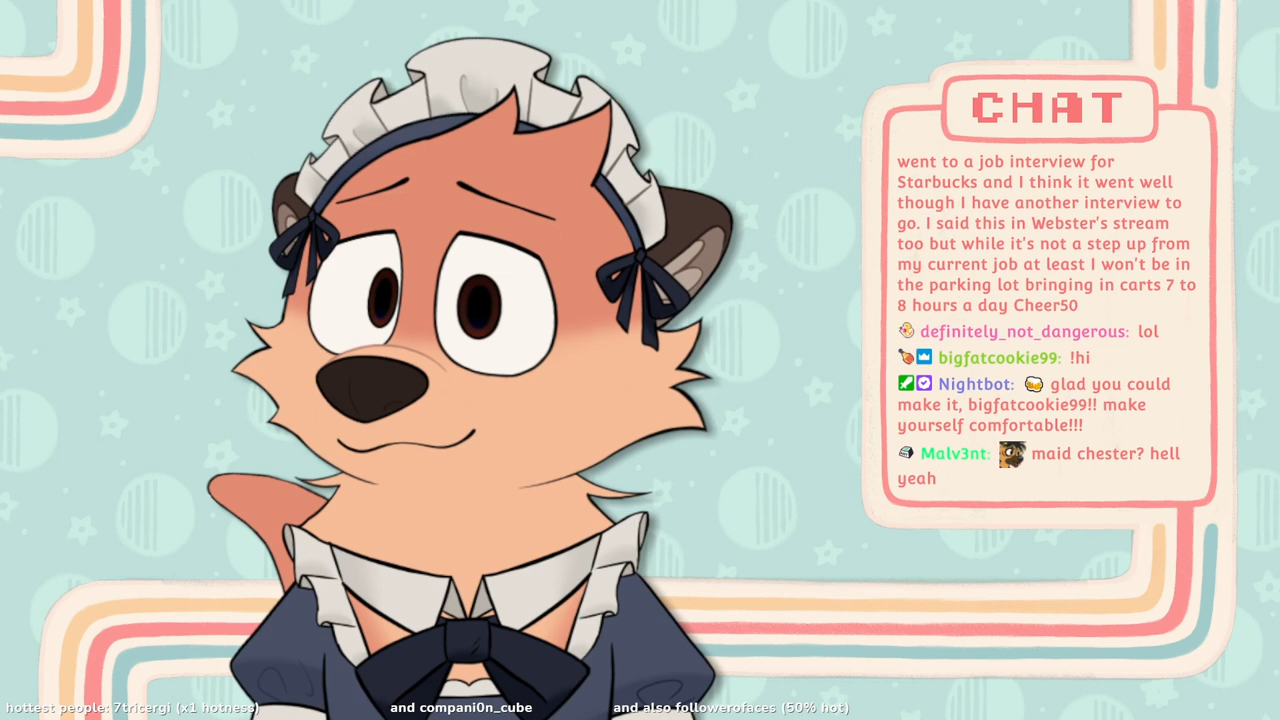 CHAT
went to a job interview for
Starbucks and I think it went well
though I have another interview to
go. I said this in Webster's stream
too but while it's not a step up from
my current job at least I won't be in
the parking lot bringing in carts 7 to
8 hours a day Cheer50
definitely_not_dangerous: lol
bigfatcookie99: !hi
Nightbot: glad you could
make it, bigfatcookie99!! make
yourself comfortable!!!
Malv3nt: maid chester? hell
yeah
hottest people: 7tricergi (x1 hotness) and compani0n_cube and also followerofaces (50% hot)